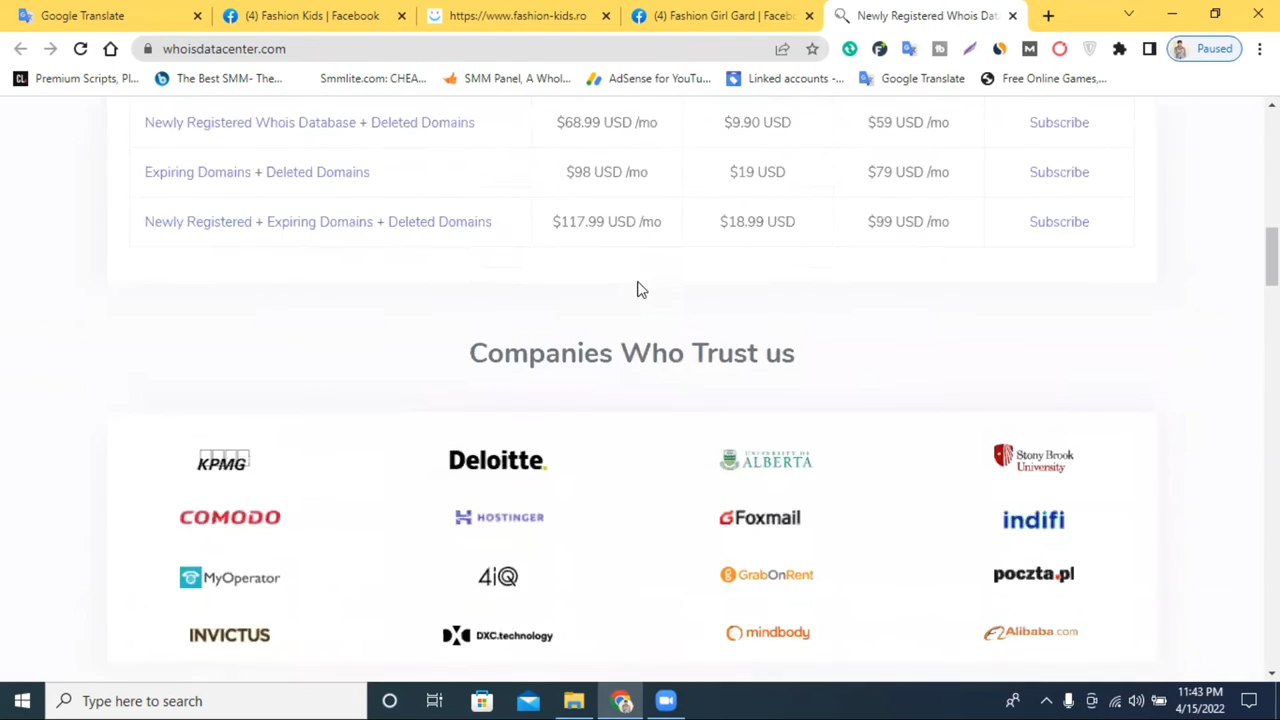 Google Translate
(4) Fashion Kids | Facebook
https://www.fashion-kids.ro
(4) Fashion Girl Gard | Faceboo
Newly Registered Whois Dat
whoisdatacenter.com
Paused
CL Premium Scripts, Pl...
The Best SMM- The...
Smmlite.com: CHEA...
SMM Panel, A Whol...
AdSense for YouTu...
Linked accounts -...
Google Translate
Free Online Games,...
Newly Registered Whois Database + Deleted Domains $68.99 USD /mo $9.90 USD $59 USD /mo Subscribe
Expiring Domains + Deleted Domains $98 USD /mo $19 USD $79 USD /mo Subscribe
Newly Registered + Expiring Domains + Deleted Domains $117.99 USD /mo $18.99 USD $99 USD /mo Subscribe
Companies Who Trust us
KPMG Deloitte. UNIVERSITY OF ALBERTA Stony Brook University
COMODO HOSTINGER Foxmail indifi
MyOperator 4iQ GrabOnRent poczta.pl
INVICTUS DXC.technology mindbody Alibaba.com
Type here to search
11:43 PM
4/15/2022